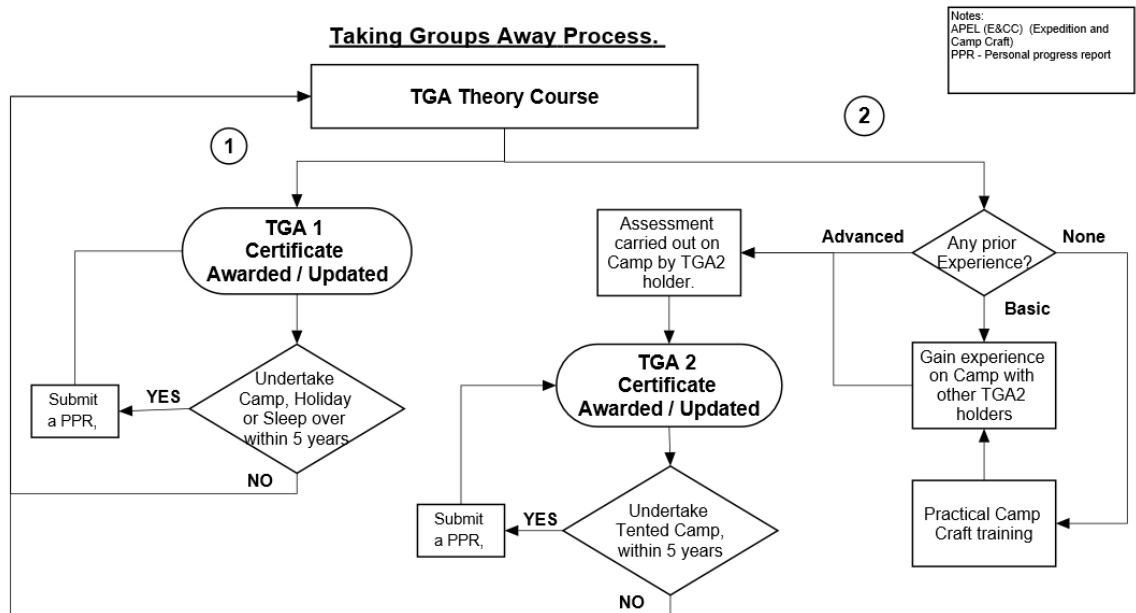 Taking Groups Away Process.
Notes:
APEL (E&CC)  (Expedition and
Camp Craft)
PPR - Personal progress report
TGA Theory Course
1
2
TGA 1
Certificate
Awarded / Updated
Assessment
carried out on
Camp by TGA2
holder.
Advanced
Any prior
Experience?
None
Basic
Undertake
Camp, Holiday
or Sleep over
within 5 years
YES
Submit
a PPR,
NO
TGA 2
Certificate
Awarded / Updated
Gain experience
on Camp with
other TGA2
holders
Undertake
Tented Camp,
within 5 years
YES
Submit
a PPR,
NO
Practical Camp
Craft training